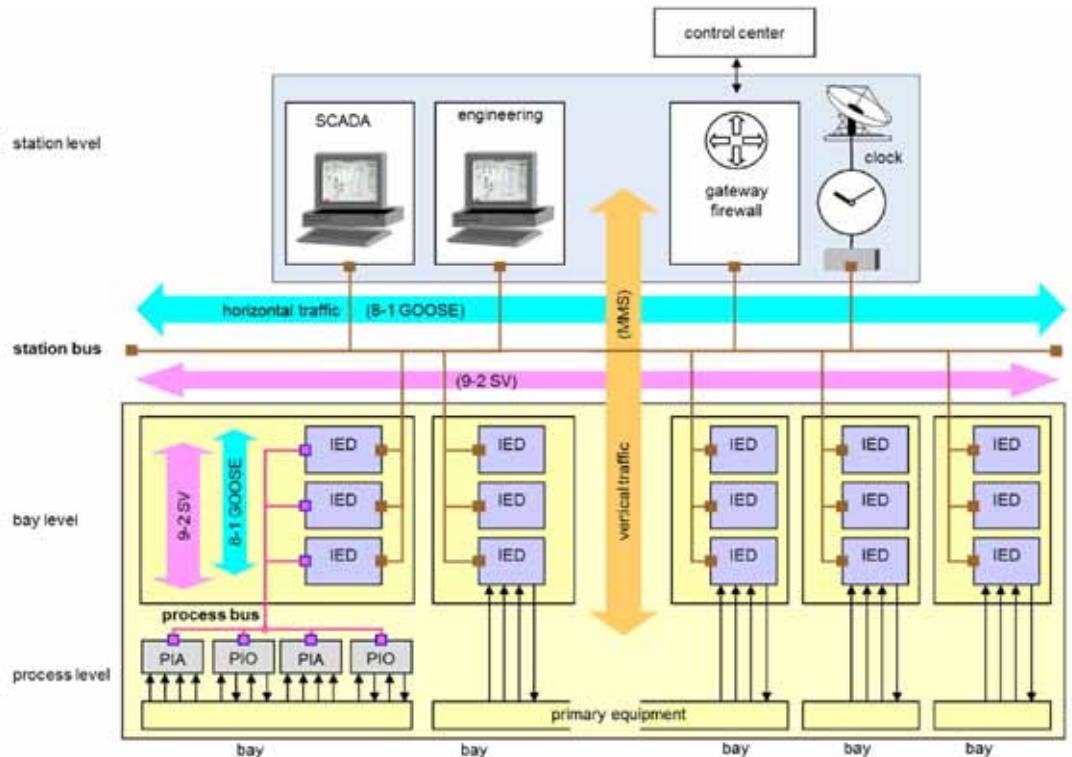 control center
SCADA
engineering
station level
clock
gateway
firewall
horizontal traffic (8-1 GOOSE)
(MMS)
station bus
(9-2 SV)
IED
IED
IED
IED
IED
9-2 SV
8-1 GOOSE
vertical traffic
IED
IED
IED
IED
IED
bay level
IED
IED
IED
IED
IED
process bus
PIA
PIO
PIA
PIO
process level
primary equipment
bay
bay
bay
bay
bay